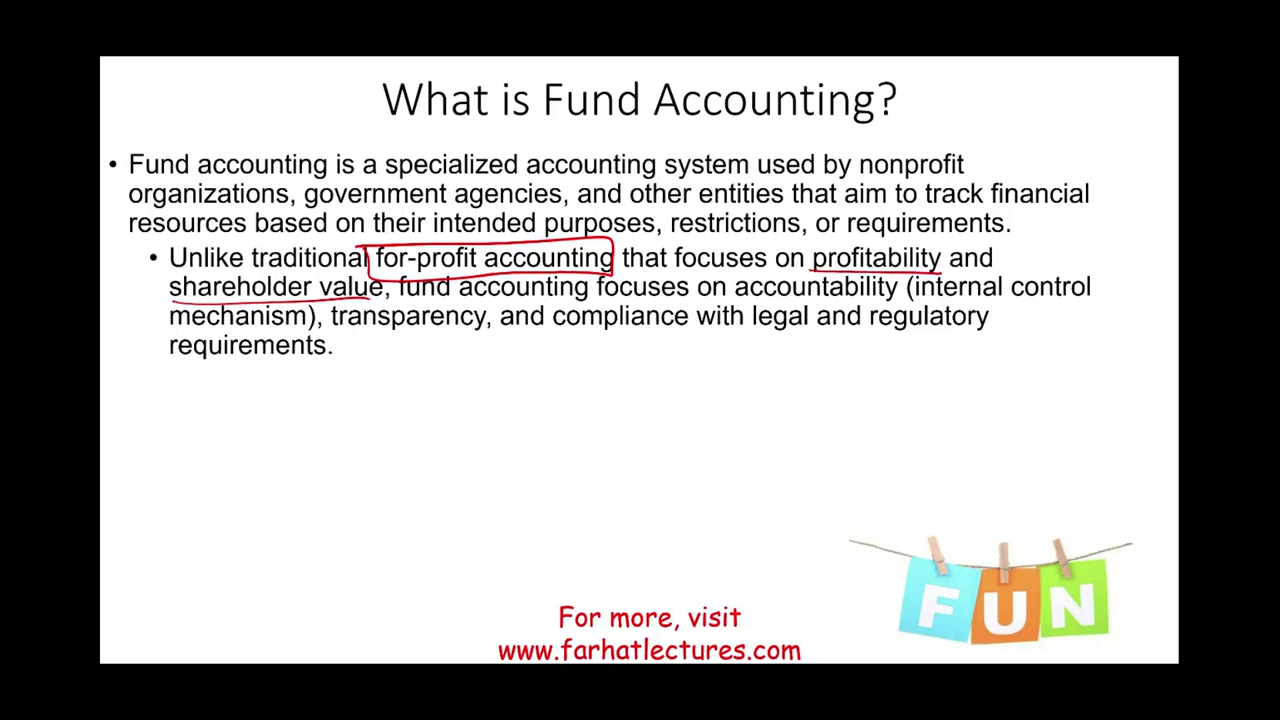 What is Fund Accounting?
• Fund accounting is a specialized accounting system used by nonprofit
organizations, government agencies, and other entities that aim to track financial
resources based on their intended purposes, restrictions, or requirements.
• Unlike traditional for-profit accounting that focuses on profitability and
shareholder value, fund accounting focuses on accountability (internal control
mechanism), transparency, and compliance with legal and regulatory
requirements.
FUN
For more, visit
www.farhatlectures.com